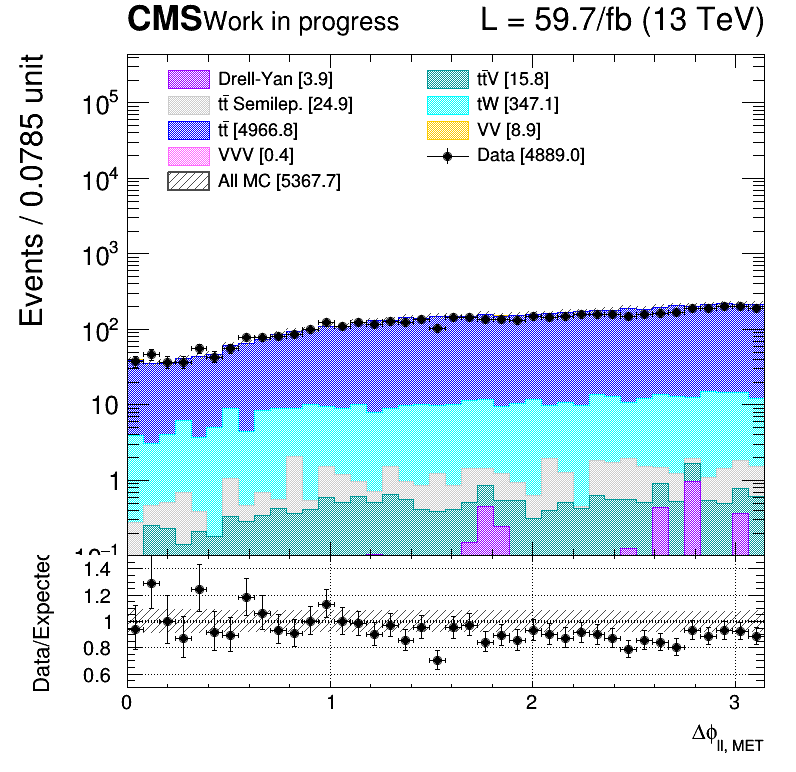 CMS Work in progress L = 59.7/fb (13 TeV)
Events / 0.0785 unit
Drell-Yan [3.9]
tt̄ Semilep. [24.9]
tt̄ [4966.8]
VVV [0.4]
All MC [5367.7]
tt̄V [15.8]
tW [347.1]
VV [8.9]
Data [4889.0]
10⁵
10⁴
10³
10²
10
1
10⁻¹
Data/Expected
1.4
1.2
1
0.8
0.6
0 1 2 3
Δϕ_ll, MET